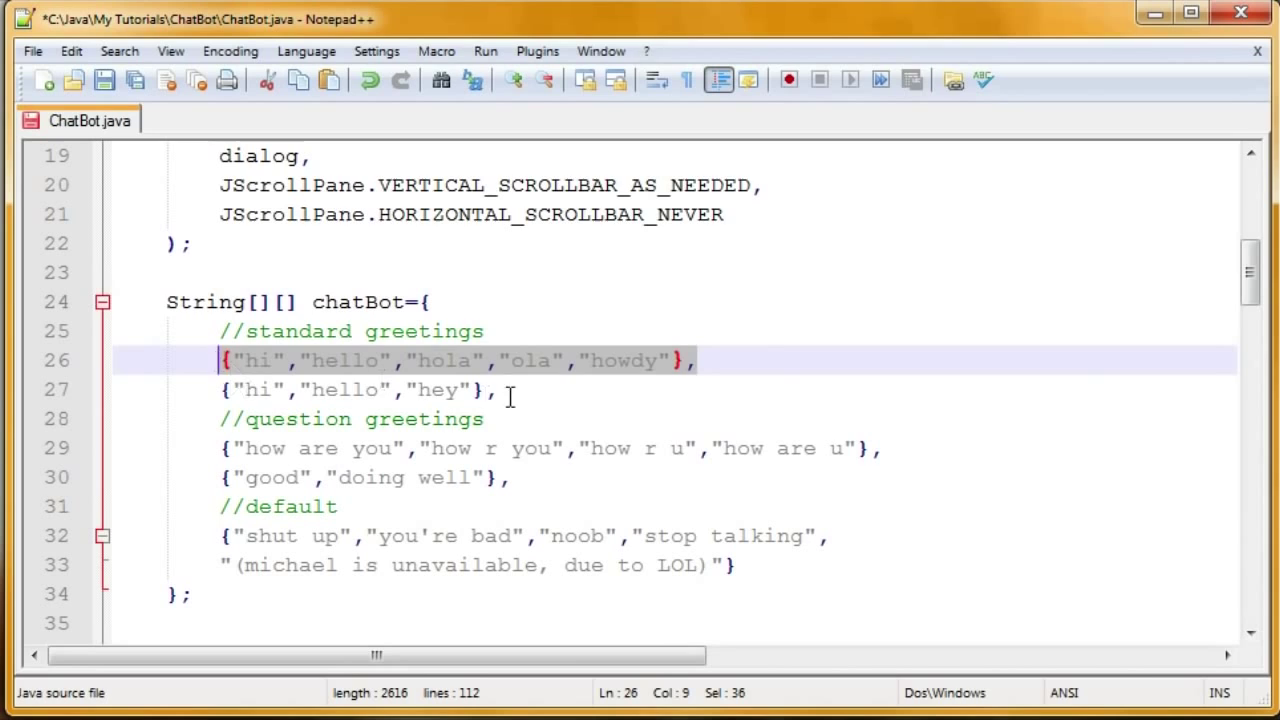 *C:\Java\My Tutorials\ChatBot\ChatBot.java - Notepad++
File Edit Search View Encoding Language Settings Macro Run Plugins Window ? X
ChatBot.java
19 dialog,
20 JScrollPane.VERTICAL_SCROLLBAR_AS_NEEDED,
21 JScrollPane.HORIZONTAL_SCROLLBAR_NEVER
22 );
23
24 String[][] chatBot={
25 //standard greetings
26 {"hi","hello","hola","ola","howdy"},
27 {"hi","hello","hey"},
28 //question greetings
29 {"how are you","how r you","how r u","how are u"},
30 {"good","doing well"},
31 //default
32 {"shut up","you're bad","noob","stop talking",
33 "(michael is unavailable, due to LOL)"}
34 };
35
Java source file length : 2616 lines : 112 Ln : 26 Col : 9 Sel : 36 Dos\Windows ANSI INS